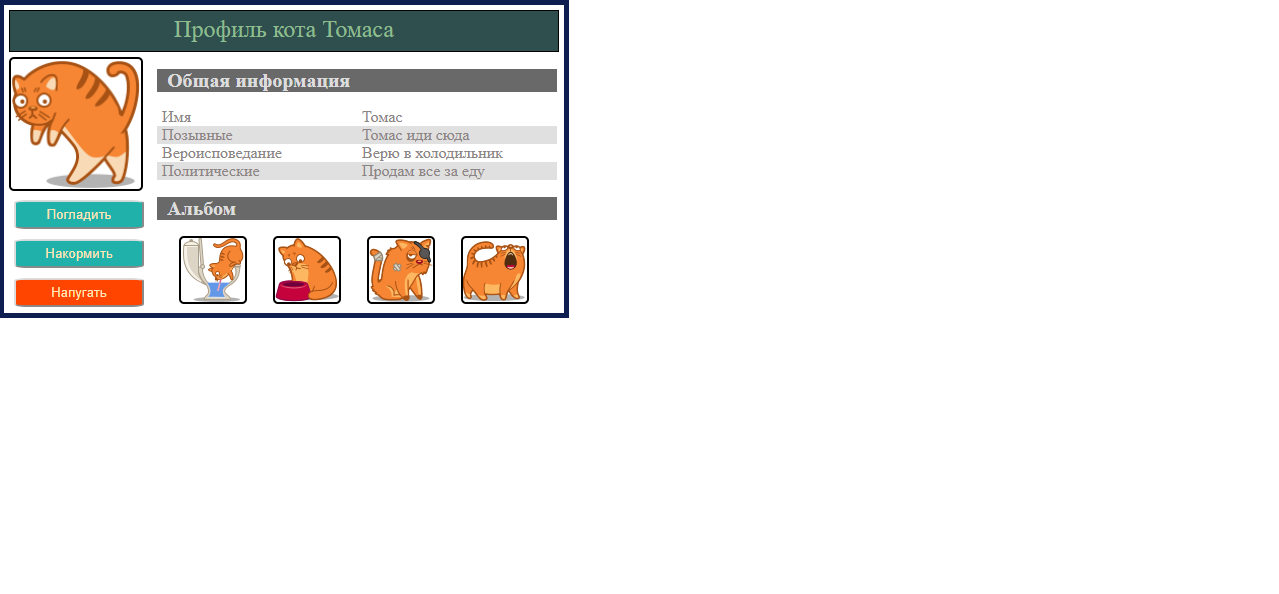 Профиль кота Томаса
Общая информация
Имя Томас
Позывные Томас иди сюда
Вероисповедание Верю в холодильник
Политические Продам все за еду
Погладить
Накормить
Напугать
Альбом